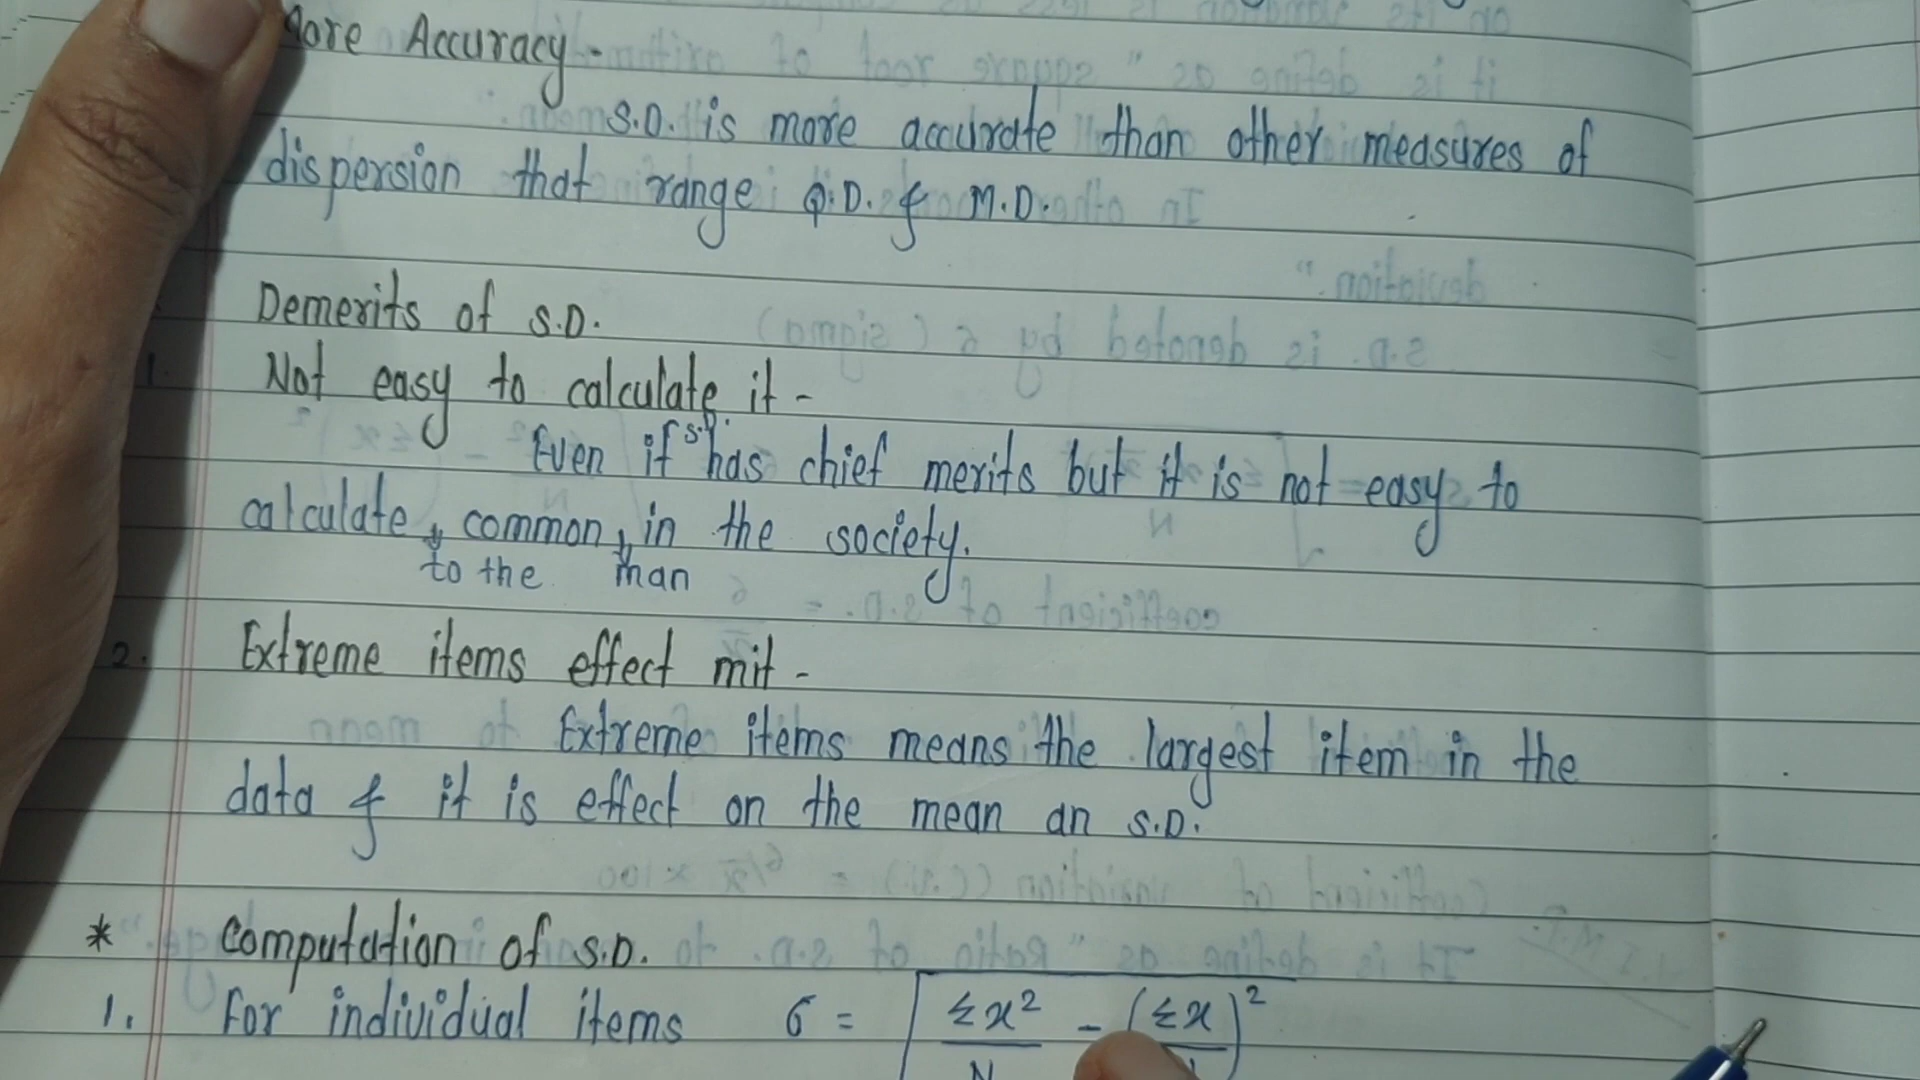 More Accuracy -
S.D. is more accurate than other measures of
dispersion that range Q.D. & M.D.
Demerits of S.D.
1. Not easy to calculate it -
Even if S.D. has chief merits but it is not easy to
calculate, common, in the society.
to the man
2. Extreme items effect mit -
Extreme items means the largest item in the
data & it is effect on the mean an S.D.
* Computation of S.D.
1. For individual items σ = √ Σx²/N - (Σx/N)²